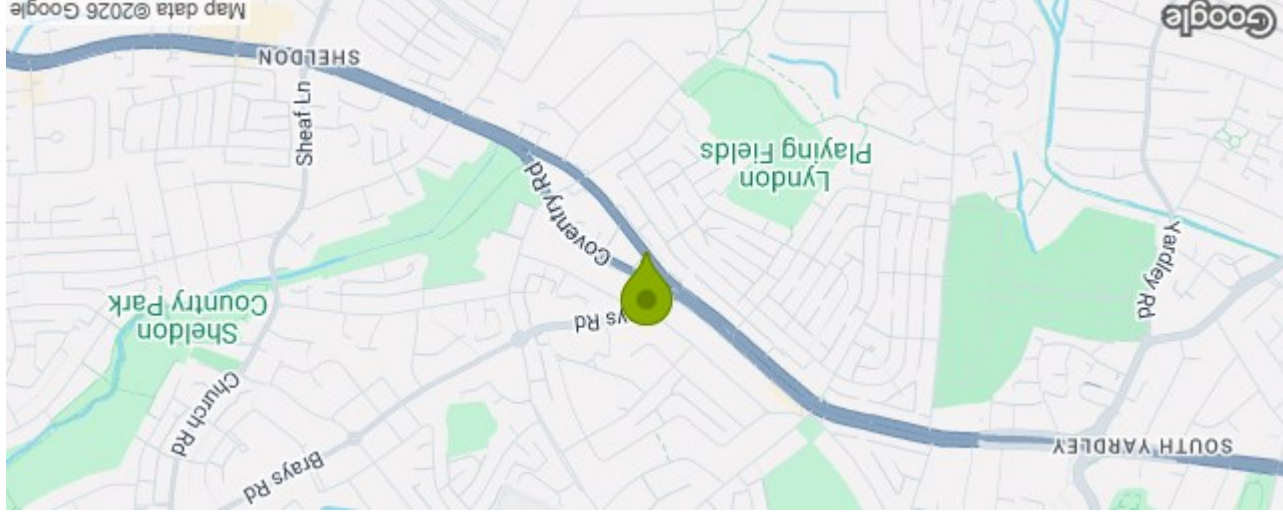 SOUTH YARDLEY
Brays Rd
Church Rd
Yardley Rd
ys Rd
Sheldon
Country Park
Coventry Rd
Lyndon
Playing Fields
Sheaf Ln
SHELDON
Google
Map data ©2026 Google